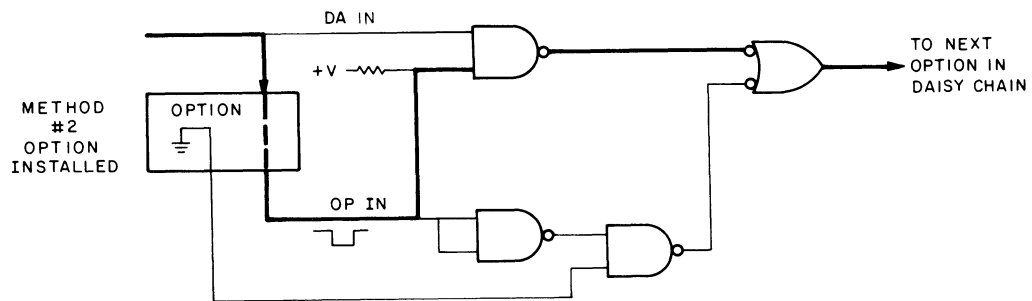 DA IN
+V
TO NEXT
OPTION IN
DAISY CHAIN
METHOD
#2
OPTION
INSTALLED
OPTION
OP IN